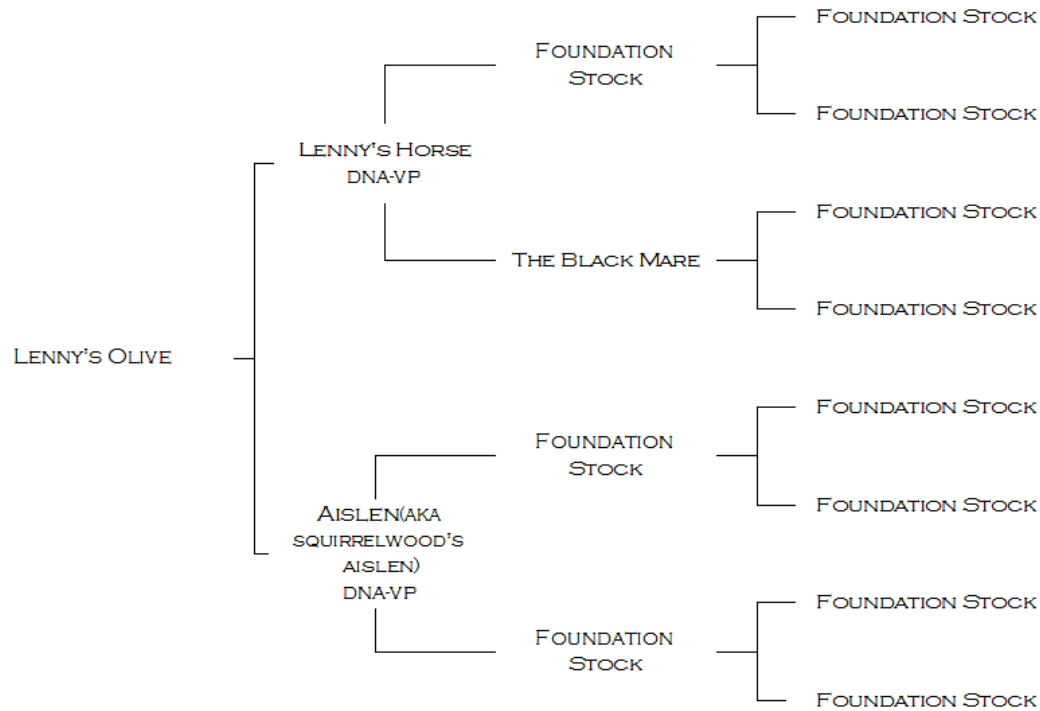 Foundation Stock
Foundation
Stock
Foundation Stock
Lenny's Horse
DNA-VP
Foundation Stock
The Black Mare
Foundation Stock
Lenny's Olive
Foundation Stock
Foundation
Stock
Foundation Stock
Aislen(aka
squirrelwood's
aislen)
DNA-VP
Foundation Stock
Foundation
Stock
Foundation Stock